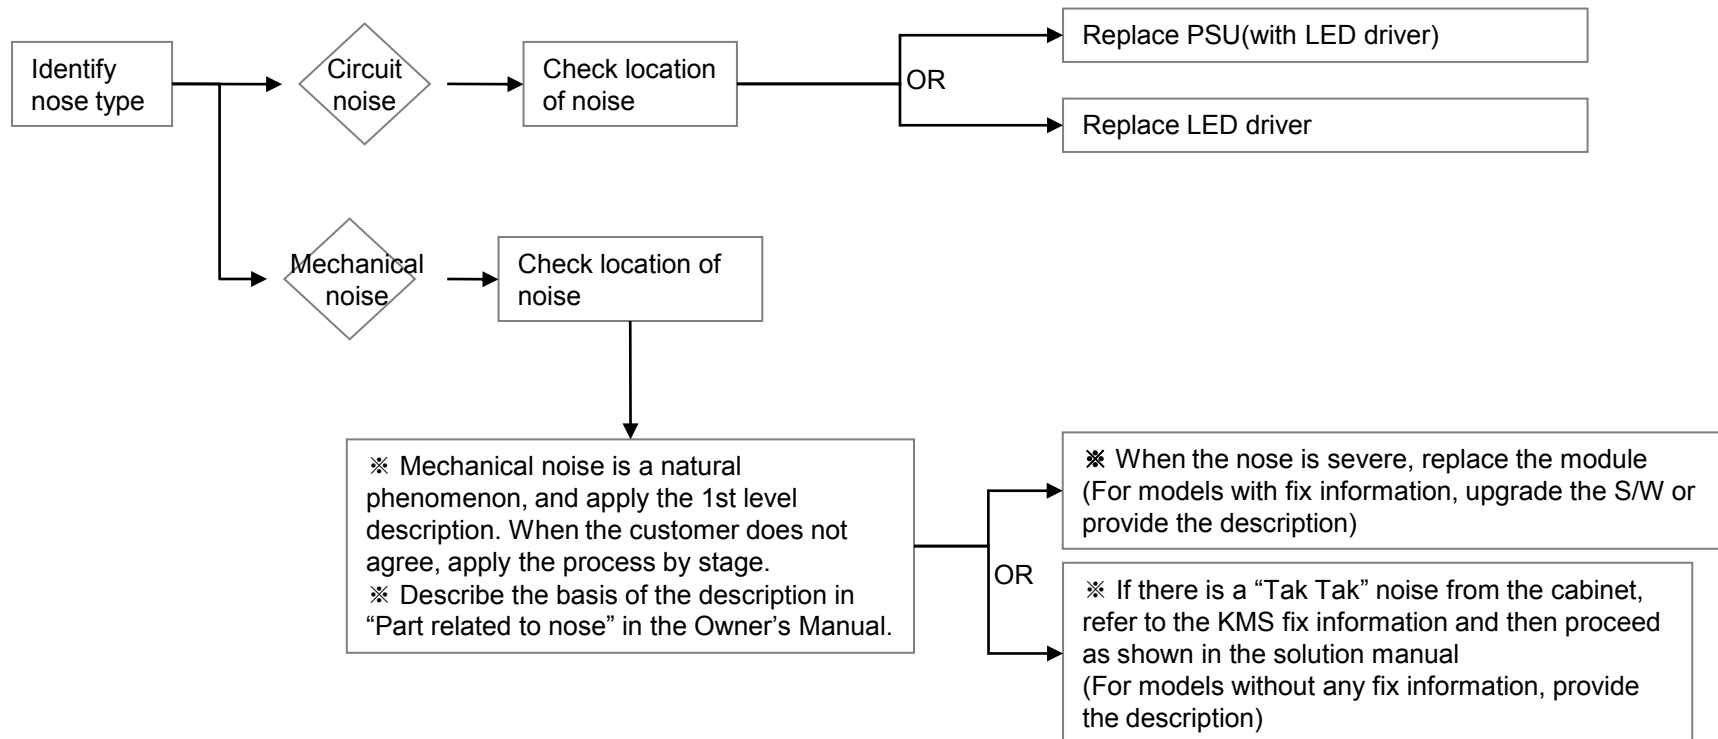 Identify
nose type
Circuit
noise
Check location
of noise
OR
Replace PSU(with LED driver)
Replace LED driver
Mechanical
noise
Check location of
noise
※ Mechanical noise is a natural
phenomenon, and apply the 1st level
description. When the customer does not
agree, apply the process by stage.
※ Describe the basis of the description in
“Part related to nose” in the Owner’s Manual.
OR
※ When the nose is severe, replace the module
(For models with fix information, upgrade the S/W or
provide the description)
※ If there is a “Tak Tak” noise from the cabinet,
refer to the KMS fix information and then proceed
as shown in the solution manual
(For models without any fix information, provide
the description)